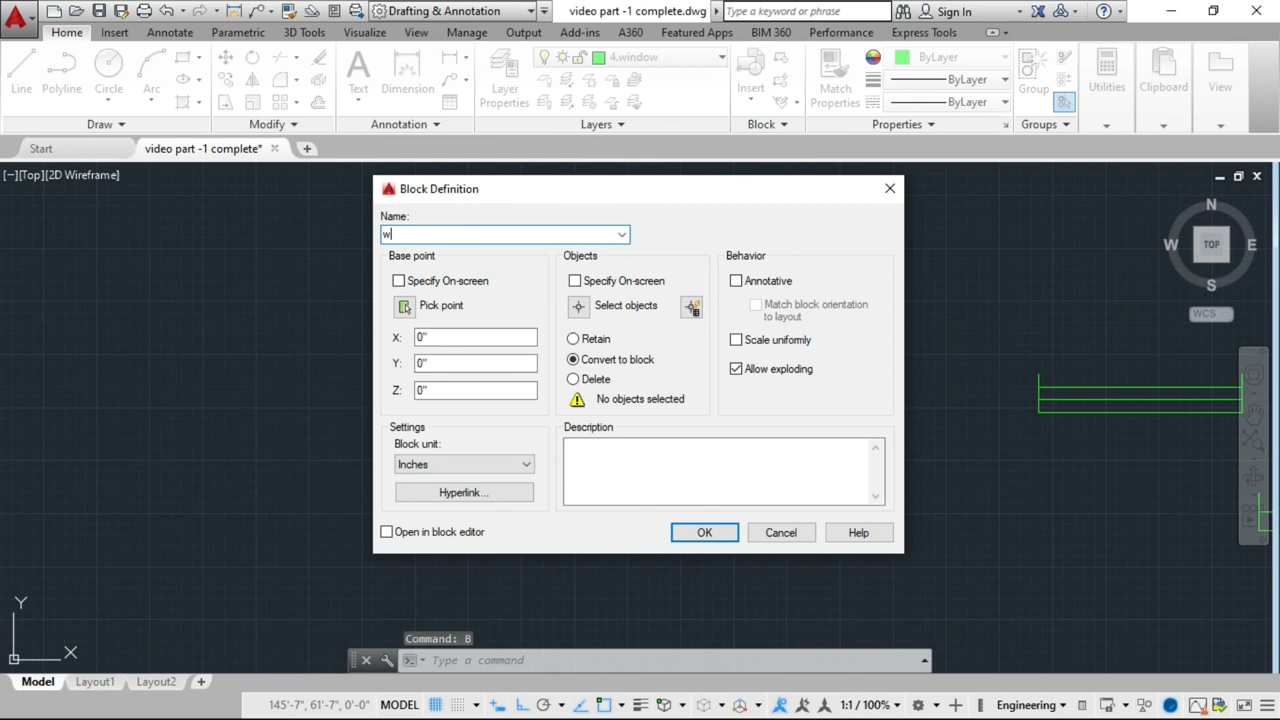 Drafting & Annotation
video part -1 complete.dwg
Type a keyword or phrase
Sign In
Home Insert Annotate Parametric 3D Tools Visualize View Manage Output Add-ins A360 Featured Apps BIM 360 Performance Express Tools
Line Polyline Circle Arc
Text Dimension
Layer Properties
4.window
Insert
Match Properties
ByLayer
ByLayer
ByLayer
Group
Utilities
Clipboard
View
Draw Modify Annotation Layers Block Properties Groups
Start
video part -1 complete*
[−][Top][2D Wireframe]
Block Definition
Name:
w
Base point
Specify On-screen
Pick point
X: 0"
Y: 0"
Z: 0"
Objects
Specify On-screen
Select objects
Retain
Convert to block
Delete
No objects selected
Behavior
Annotative
Match block orientation
to layout
Scale uniformly
Allow exploding
Settings
Block unit:
Inches
Hyperlink...
Description
Open in block editor
OK
Cancel
Help
N
W TOP E
S
WCS
Y
X
Command: B
Type a command
Model Layout1 Layout2
145'-7", 61'-7", 0'-0" MODEL 1:1 / 100% Engineering